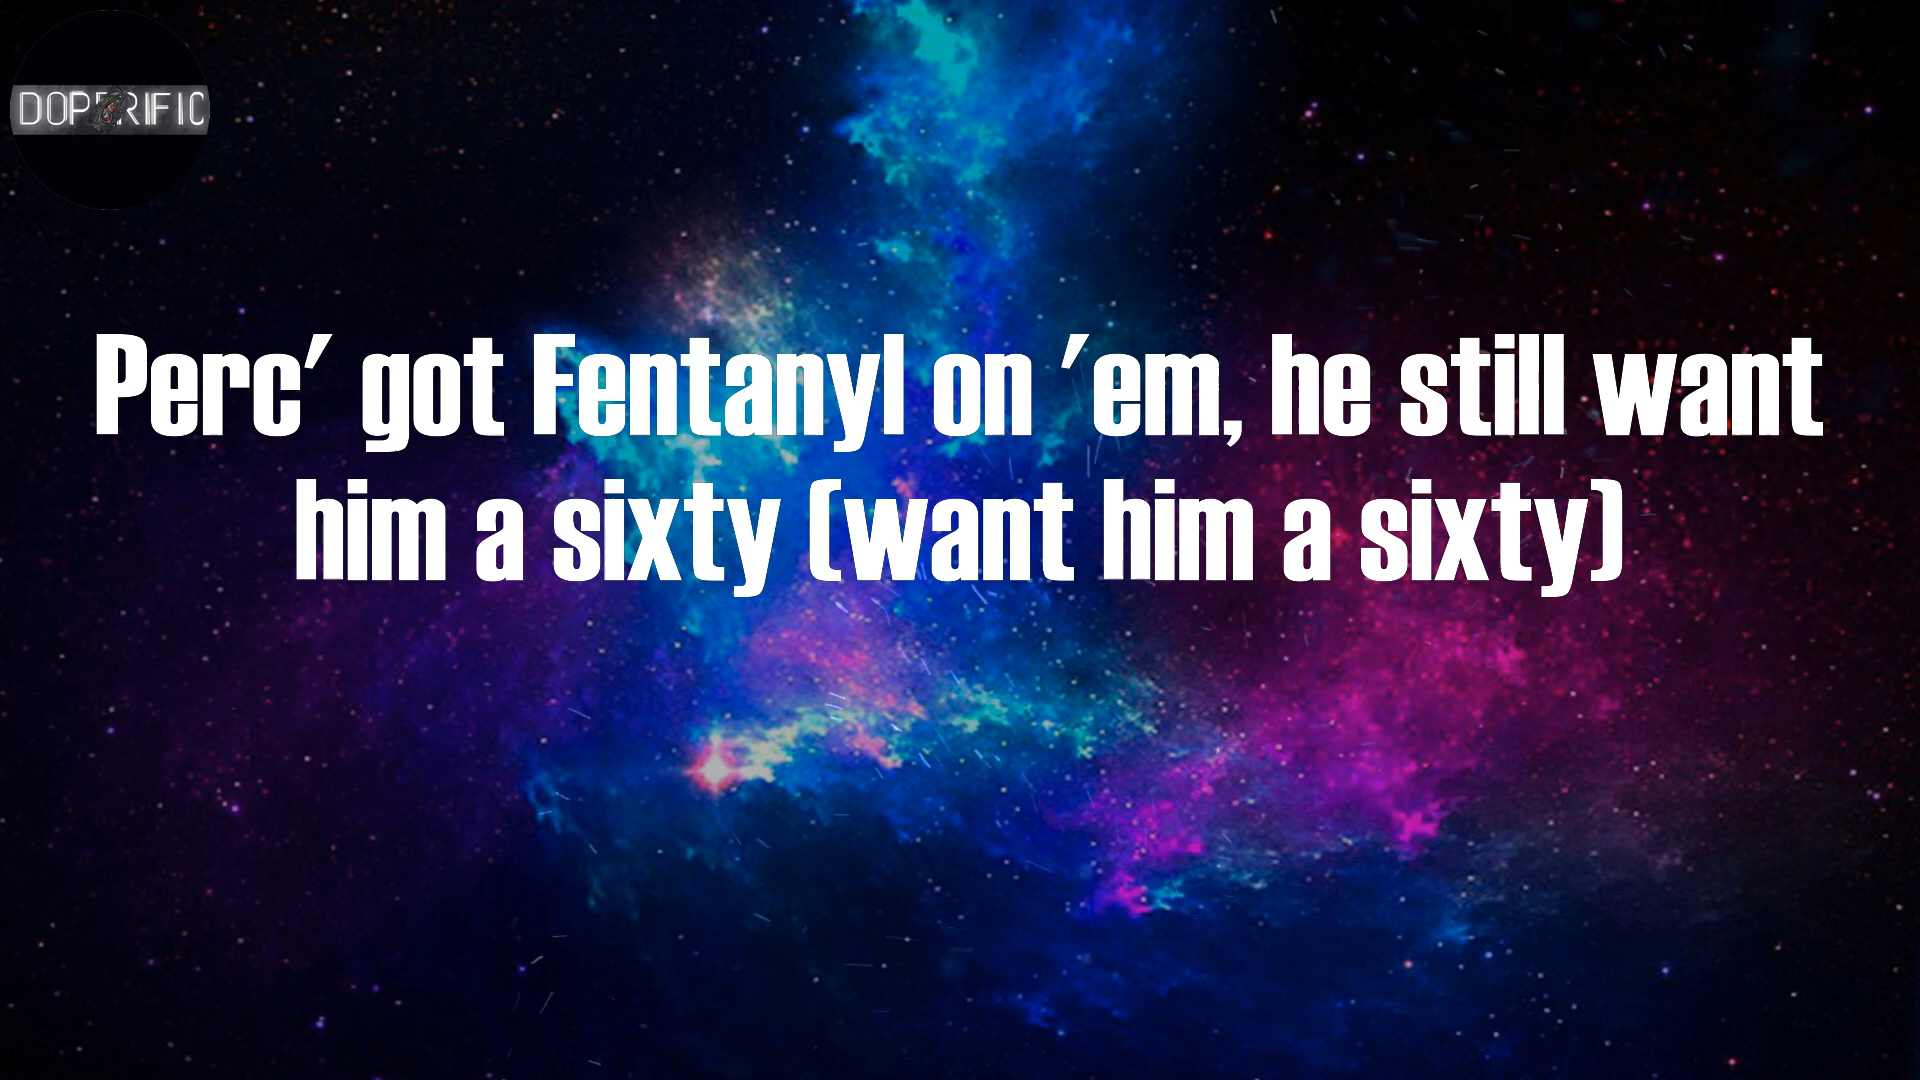 DOPERIFIC
Perc' got Fentanyl on 'em, he still want
him a sixty (want him a sixty)